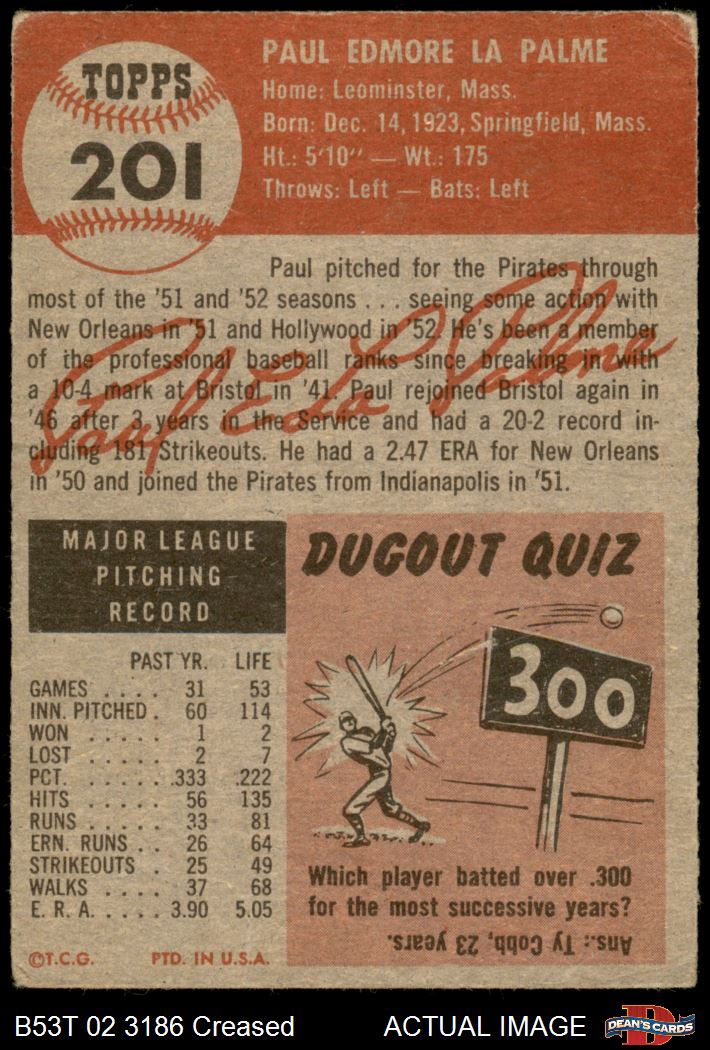 TOPPS
201
PAUL EDMORE LA PALME
Home: Leominster, Mass.
Born: Dec. 14, 1923, Springfield, Mass.
Ht.: 5'10" — Wt.: 175
Throws: Left — Bats: Left
Paul pitched for the Pirates through
most of the '51 and '52 seasons . . . seeing some action with
New Orleans in '51 and Hollywood in '52. He's been a member
of the professional baseball ranks since breaking in with
a 10-4 mark at Bristol in '41. Paul rejoined Bristol again in
'46 after 3 years in the Service and had a 20-2 record in-
cluding 181 Strikeouts. He had a 2.47 ERA for New Orleans
in '50 and joined the Pirates from Indianapolis in '51.
Paul E La Palme
MAJOR LEAGUE
PITCHING
RECORD
PAST YR. LIFE
GAMES . . . . 31 53
INN. PITCHED . 60 114
WON . . . . . 1 2
LOST . . . . . 2 7
PCT. . . . . . .333 .222
HITS . . . . . 56 135
RUNS . . . . . 33 81
ERN. RUNS . . 26 64
STRIKEOUTS . 25 49
WALKS . . . . 37 68
E. R. A. . . . . 3.90 5.05
©T.C.G. PTD. IN U.S.A.
DUGOUT QUIZ
300
Which player batted over .300
for the most successive years?
Ans.: Ty Cobb, 23 years.
B53T 02 3186 Creased ACTUAL IMAGE
D
DEAN'S CARDS